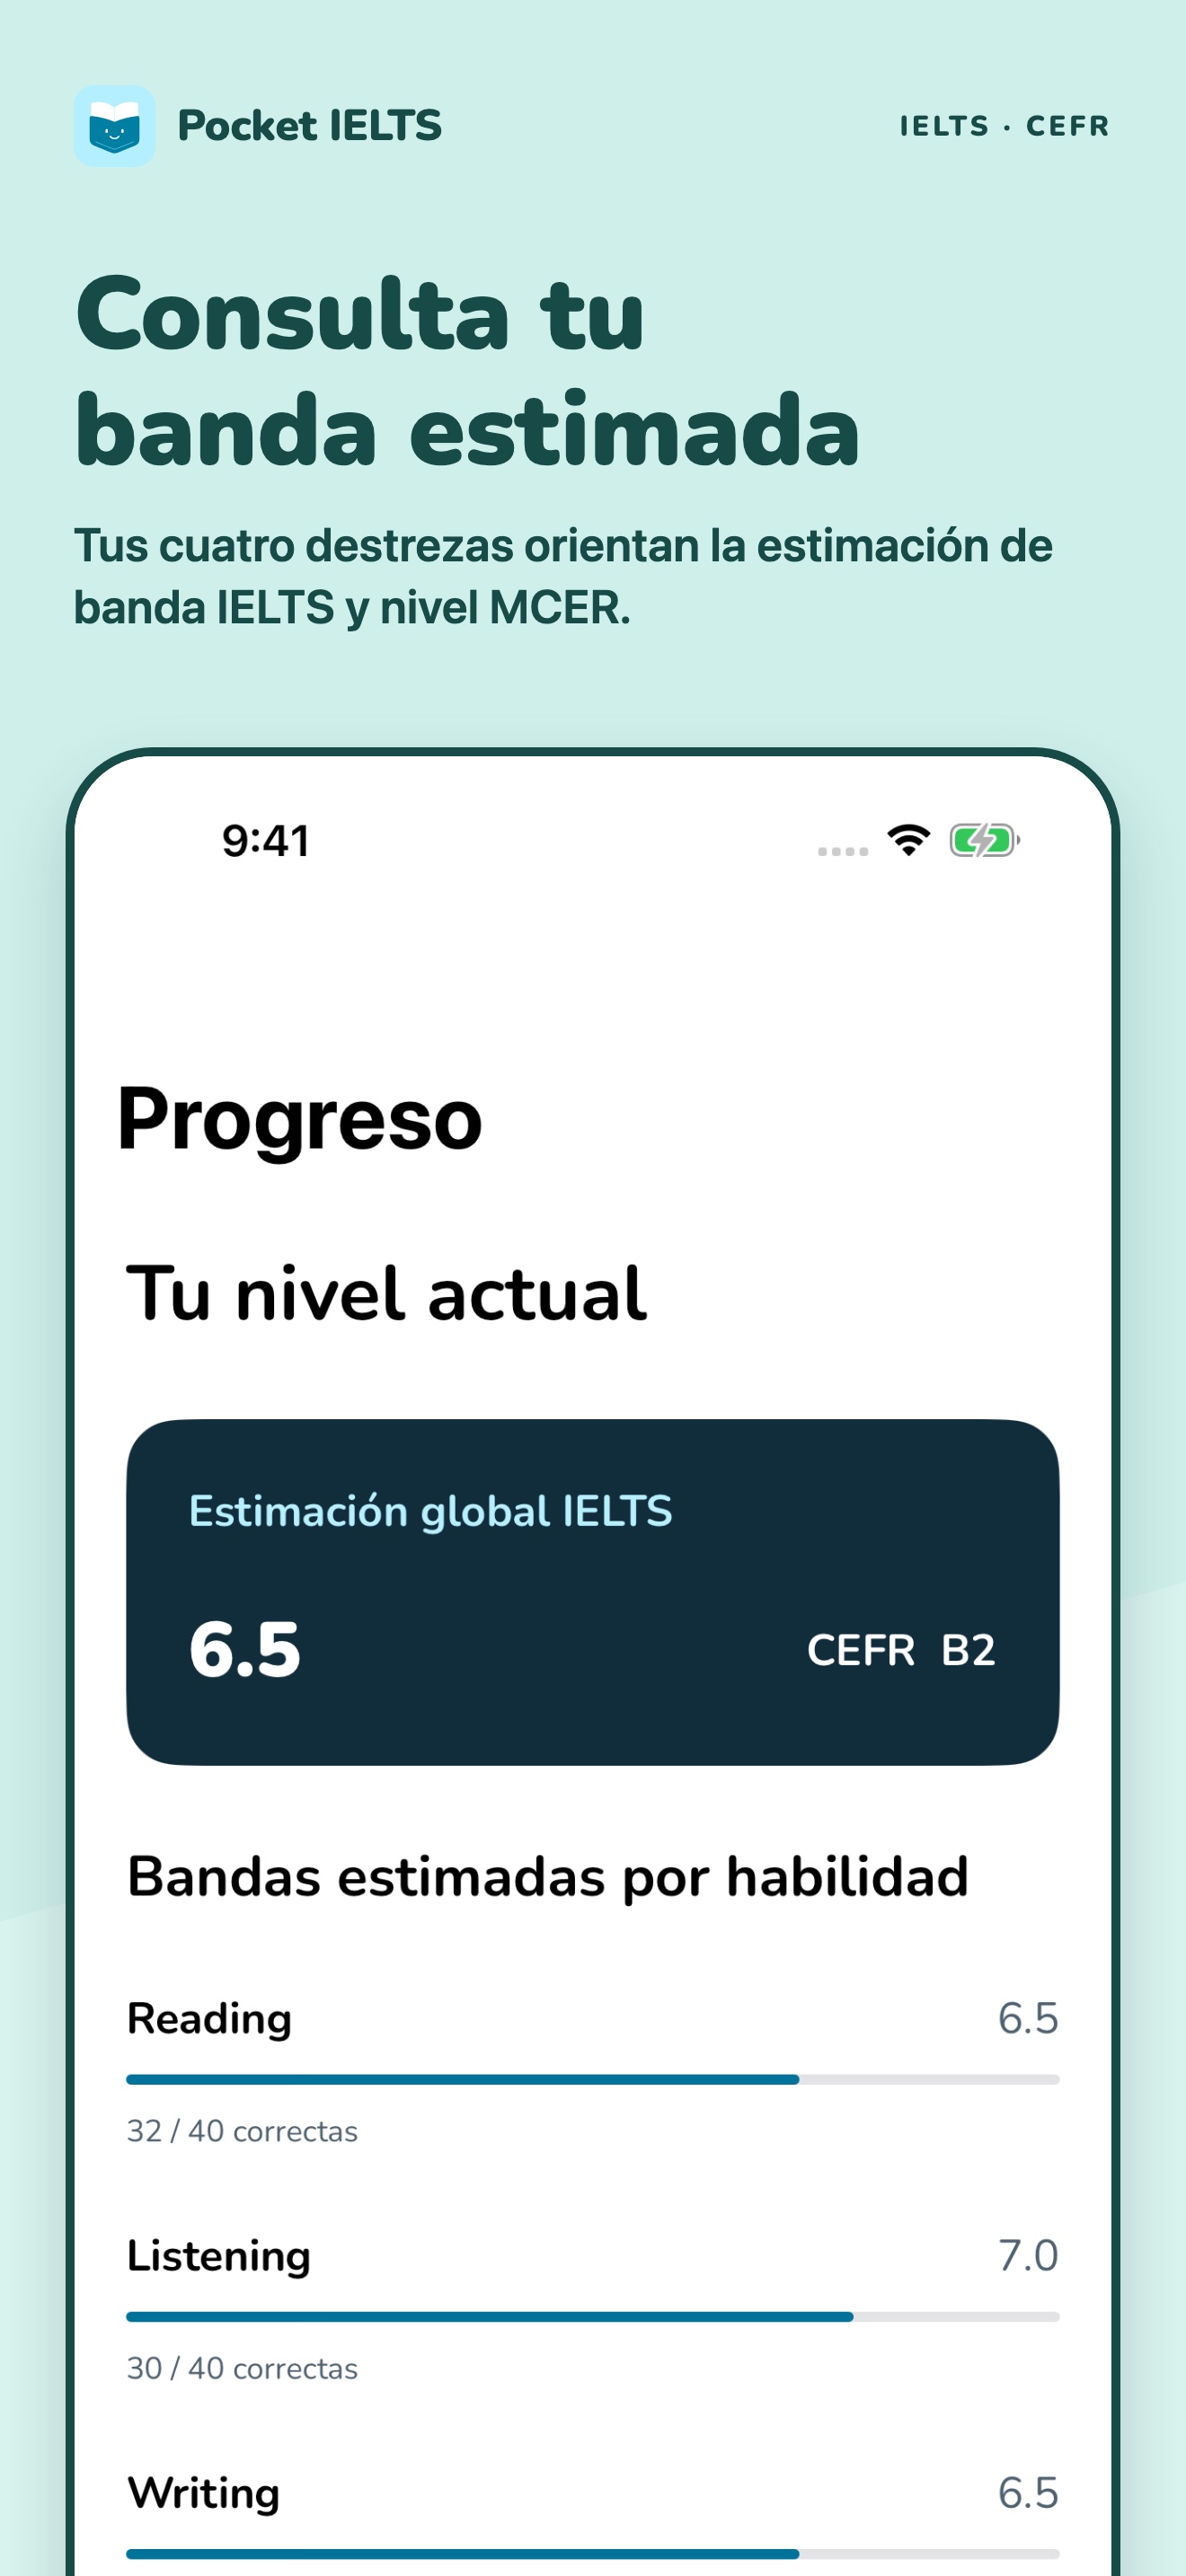 Pocket IELTS
IELTS · CEFR
Consulta tu
banda estimada
Tus cuatro destrezas orientan la estimación de
banda IELTS y nivel MCER.
9:41
Progreso
Tu nivel actual
Estimación global IELTS
6.5
CEFR B2
Bandas estimadas por habilidad
Reading 6.5
32 / 40 correctas
Listening 7.0
30 / 40 correctas
Writing 6.5